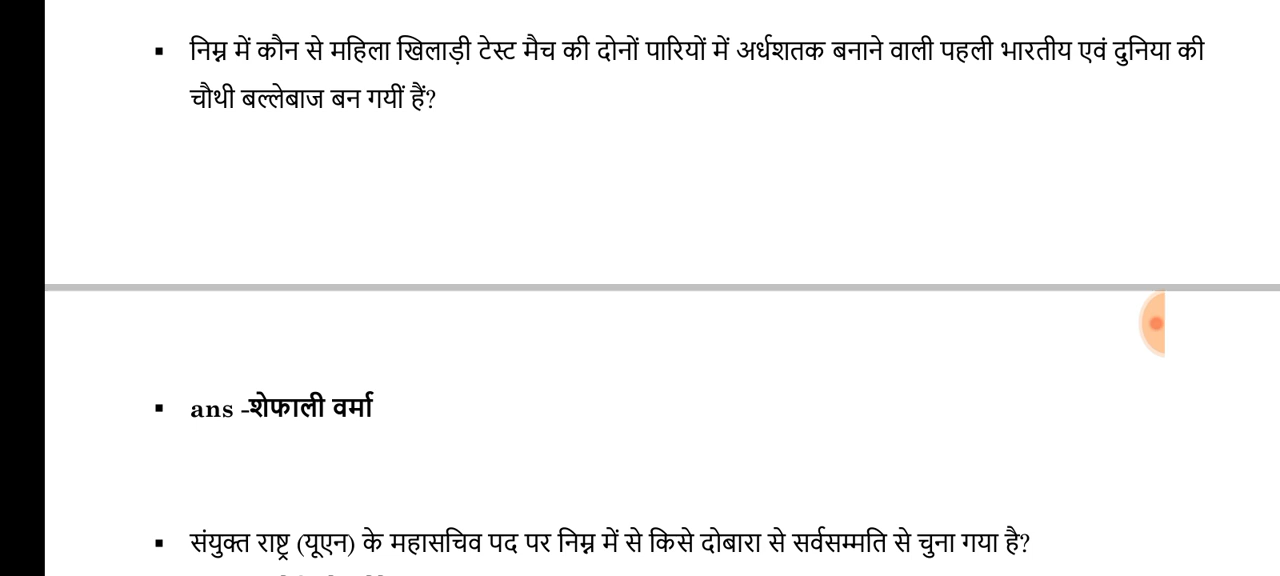 ▪ निम्न में कौन से महिला खिलाड़ी टेस्ट मैच की दोनों पारियों में अर्धशतक बनाने वाली पहली भारतीय एवं दुनिया की
चौथी बल्लेबाज बन गयीं हैं?
▪ ans -शेफाली वर्मा
▪ संयुक्त राष्ट्र (यूएन) के महासचिव पद पर निम्न में से किसे दोबारा से सर्वसम्मति से चुना गया है?